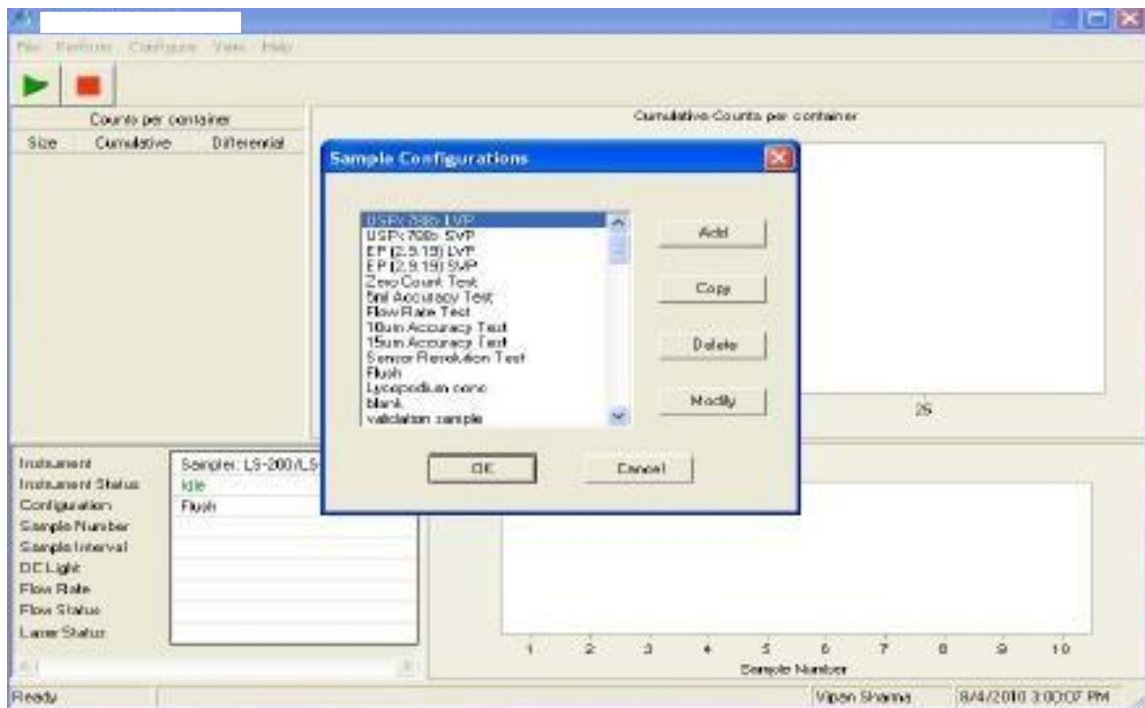 File Perform Configure View Help
Counts per container
Size Cumulative Differential
Cumulative Counts per container
Sample Configurations
USP<788> LVP
USP<788> SVP
EP (2.9.19) LVP
EP (2.9.19) SVP
Zero Count Test
5ml Accuracy Test
Flow Rate Test
10um Accuracy Test
15um Accuracy Test
Sensor Resolution Test
Flush
Lycopodium conc
blank
validation sample
Add
Copy
Delete
Modify
OK
Cancel
25
Instrument Sampler: LS-200/LS
Instrument Status Idle
Configuration Flush
Sample Number
Sample Interval
DC Light
Flow Rate
Flow Status
Laser Status
1 2 3 4 5 6 7 8 9 10
Sample Number
Ready
Vipan Sharma
8/4/2010 3:00:07 PM